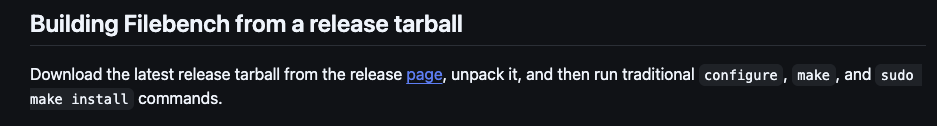 Building Filebench from a release tarball
Download the latest release tarball from the release page, unpack it, and then run traditional configure, make, and sudo
make install commands.